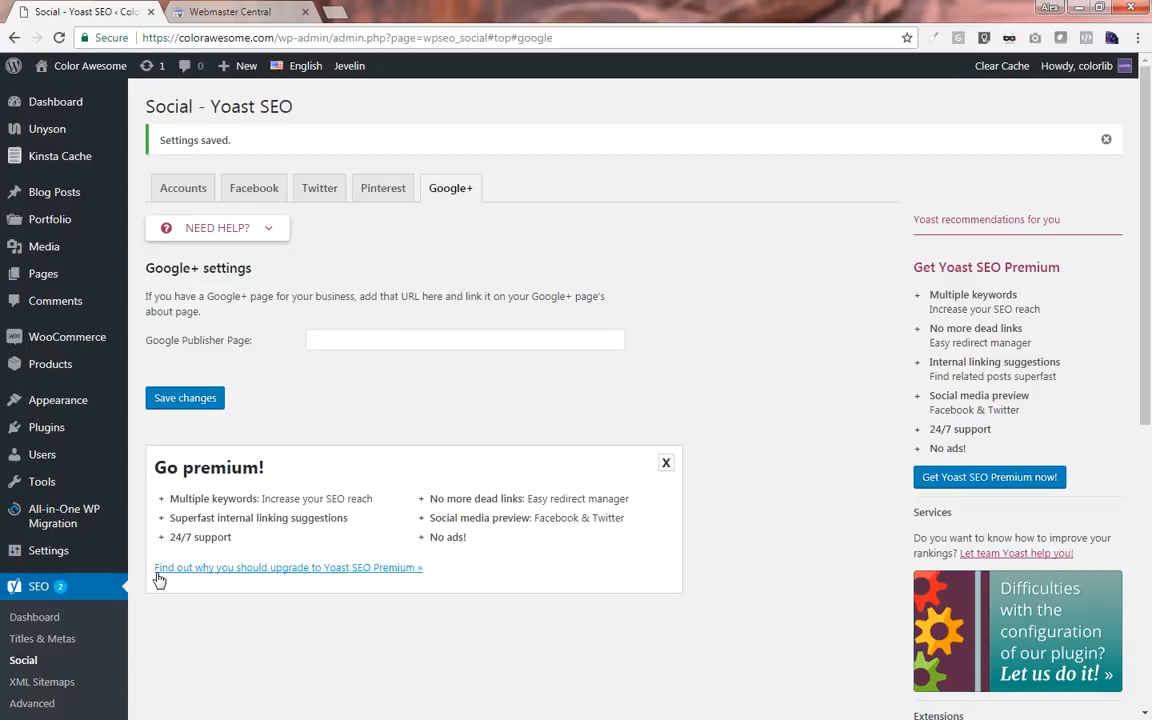 Social - Yoast SEO ‹ Colo
Webmaster Central
Alex
Secure
https://colorawesome.com/wp-admin/admin.php?page=wpseo_social#top#google
Color Awesome
1
0
New
English
Jevelin
Clear Cache
Howdy, colorlib
Dashboard
Unyson
Kinsta Cache
Blog Posts
Portfolio
Media
Pages
Comments
WooCommerce
Products
Appearance
Plugins
Users
Tools
All-in-One WP
Migration
Settings
SEO 2
Dashboard
Titles & Metas
Social
XML Sitemaps
Advanced
Social - Yoast SEO
Settings saved.
Accounts
Facebook
Twitter
Pinterest
Google+
NEED HELP?
Google+ settings
If you have a Google+ page for your business, add that URL here and link it on your Google+ page's
about page.
Google Publisher Page:
Save changes
Go premium!
X
+ Multiple keywords: Increase your SEO reach
+ Superfast internal linking suggestions
+ 24/7 support
+ No more dead links: Easy redirect manager
+ Social media preview: Facebook & Twitter
+ No ads!
Find out why you should upgrade to Yoast SEO Premium »
Yoast recommendations for you
Get Yoast SEO Premium
+ Multiple keywords
Increase your SEO reach
+ No more dead links
Easy redirect manager
+ Internal linking suggestions
Find related posts superfast
+ Social media preview
Facebook & Twitter
+ 24/7 support
+ No ads!
Get Yoast SEO Premium now!
Services
Do you want to know how to improve your
rankings? Let team Yoast help you!
Difficulties
with the
configuration
of our plugin?
Let us do it! »
Extensions